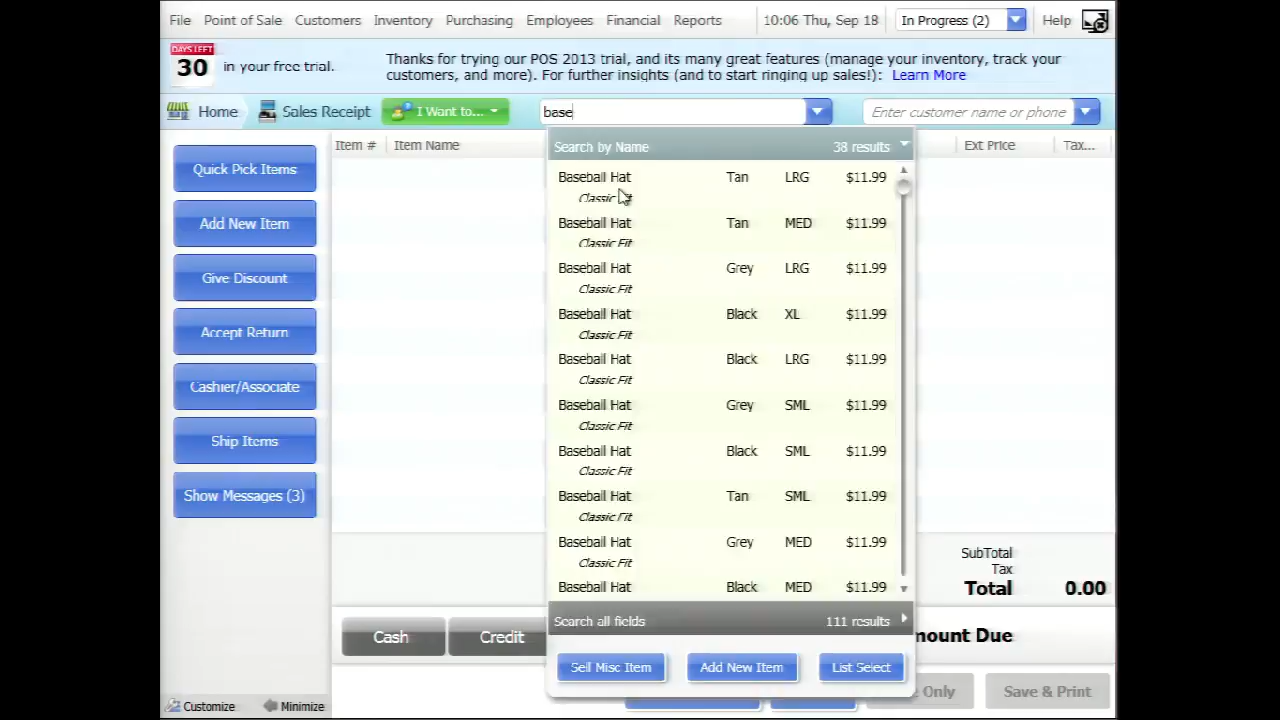 File Point of Sale Customers Inventory Purchasing Employees Financial Reports 10:06 Thu, Sep 18 In Progress (2) Help
DAYS LEFT
30 in your free trial.
Thanks for trying our POS 2013 trial, and its many great features (manage your inventory, track your
customers, and more). For further insights (and to start ringing up sales!): Learn More
Home Sales Receipt I Want to... base Enter customer name or phone
Item # Item Name Ext Price Tax...
Search by Name 38 results
Quick Pick Items
Add New Item
Give Discount
Accept Return
Cashier/Associate
Ship Items
Show Messages (3)
Baseball Hat Tan LRG $11.99
Classic Fit
Baseball Hat Tan MED $11.99
Classic Fit
Baseball Hat Grey LRG $11.99
Classic Fit
Baseball Hat Black XL $11.99
Classic Fit
Baseball Hat Black LRG $11.99
Classic Fit
Baseball Hat Grey SML $11.99
Classic Fit
Baseball Hat Black SML $11.99
Classic Fit
Baseball Hat Tan SML $11.99
Classic Fit
Baseball Hat Grey MED $11.99
Classic Fit
Baseball Hat Black MED $11.99
Search all fields 111 results
Sell Misc Item Add New Item List Select
SubTotal
Tax
Total 0.00
Cash Credit mount Due
Only Save & Print
Customize Minimize